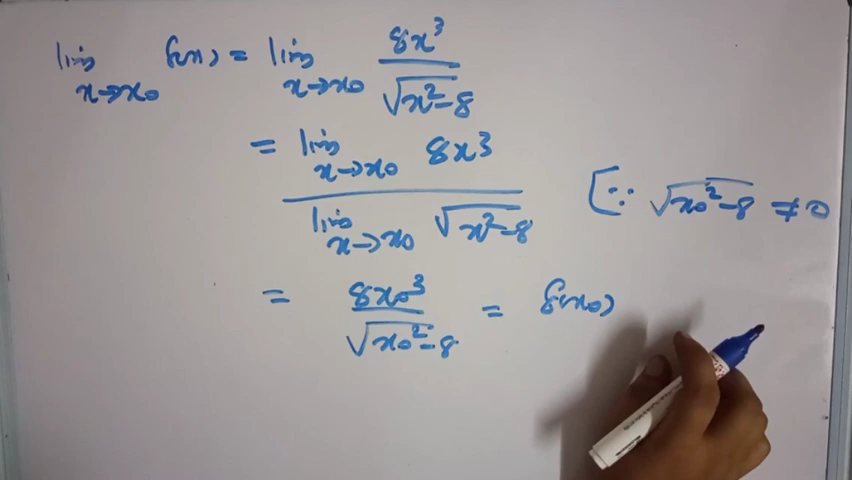 lim x→x0 f(x) = lim x→x0 8x³ / √(x²-8)
= lim x→x0 8x³ / lim x→x0 √(x²-8) [∵ √(x0²-8) ≠ 0
= 8x0³ / √(x0²-8) = f(x0)